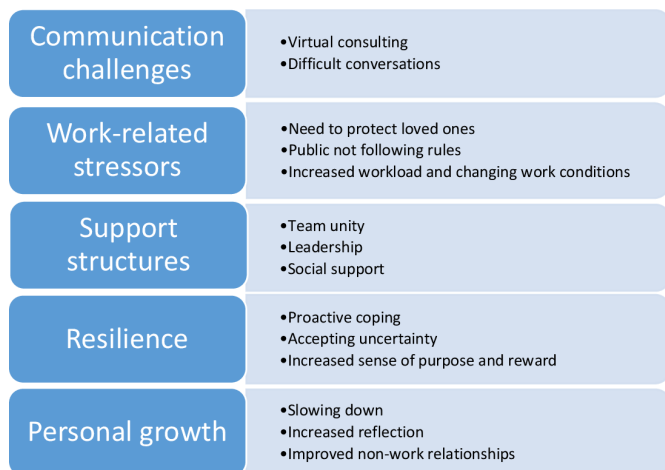 Communication
challenges
•Virtual consulting
•Difficult conversations
Work-related
stressors
•Need to protect loved ones
•Public not following rules
•Increased workload and changing work conditions
Support
structures
•Team unity
•Leadership
•Social support
Resilience
•Proactive coping
•Accepting uncertainty
•Increased sense of purpose and reward
Personal growth
•Slowing down
•Increased reflection
•Improved non-work relationships